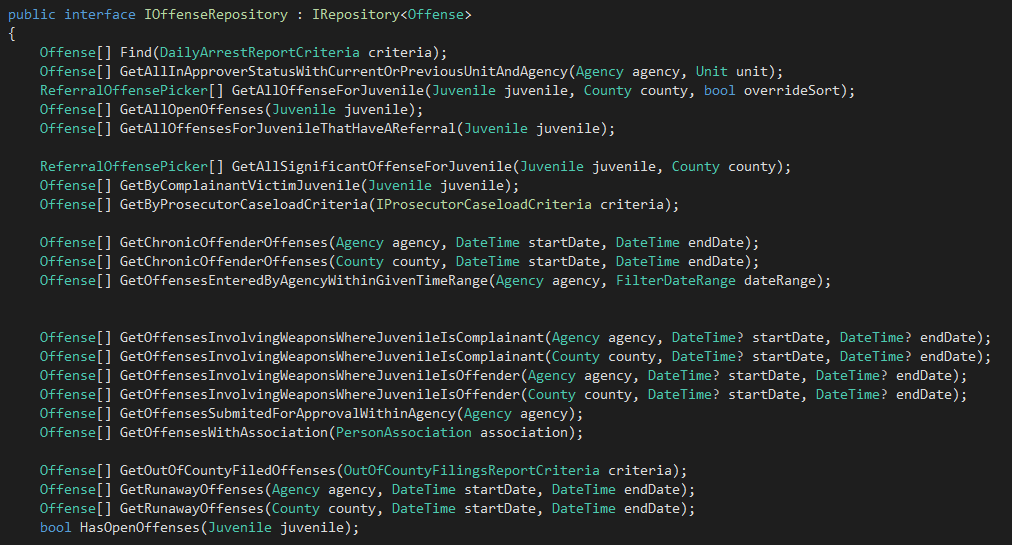 public interface IOffenseRepository : IRepository<Offense>
{
Offense[] Find(DailyArrestReportCriteria criteria);
Offense[] GetAllInApproverStatusWithCurrentOrPreviousUnitAndAgency(Agency agency, Unit unit);
ReferralOffensePicker[] GetAllOffenseForJuvenile(Juvenile juvenile, County county, bool overrideSort);
Offense[] GetAllOpenOffenses(Juvenile juvenile);
Offense[] GetAllOffensesForJuvenileThatHaveAReferral(Juvenile juvenile);
ReferralOffensePicker[] GetAllSignificantOffenseForJuvenile(Juvenile juvenile, County county);
Offense[] GetByComplainantVictimJuvenile(Juvenile juvenile);
Offense[] GetByProsecutorCaseloadCriteria(IProsecutorCaseloadCriteria criteria);
Offense[] GetChronicOffenderOffenses(Agency agency, DateTime startDate, DateTime endDate);
Offense[] GetChronicOffenderOffenses(County county, DateTime startDate, DateTime endDate);
Offense[] GetOffensesEnteredByAgencyWithinGivenTimeRange(Agency agency, FilterDateRange dateRange);
Offense[] GetOffensesInvolvingWeaponsWhereJuvenileIsComplainant(Agency agency, DateTime? startDate, DateTime? endDate);
Offense[] GetOffensesInvolvingWeaponsWhereJuvenileIsComplainant(County county, DateTime? startDate, DateTime? endDate);
Offense[] GetOffensesInvolvingWeaponsWhereJuvenileIsOffender(Agency agency, DateTime? startDate, DateTime? endDate);
Offense[] GetOffensesInvolvingWeaponsWhereJuvenileIsOffender(County county, DateTime? startDate, DateTime? endDate);
Offense[] GetOffensesSubmitedForApprovalWithinAgency(Agency agency);
Offense[] GetOffensesWithAssociation(PersonAssociation association);
Offense[] GetOutOfCountyFiledOffenses(OutOfCountyFilingsReportCriteria criteria);
Offense[] GetRunawayOffenses(Agency agency, DateTime startDate, DateTime endDate);
Offense[] GetRunawayOffenses(County county, DateTime startDate, DateTime endDate);
bool HasOpenOffenses(Juvenile juvenile);